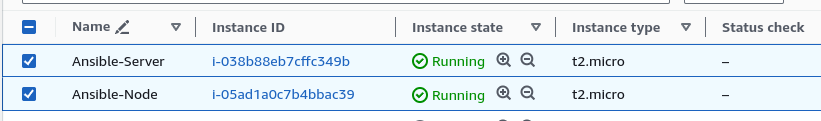 Name Instance ID Instance state Instance type Status check
Ansible-Server i-038b88eb7cffc349b Running t2.micro –
Ansible-Node i-05ad1a0c7b4bbac39 Running t2.micro –